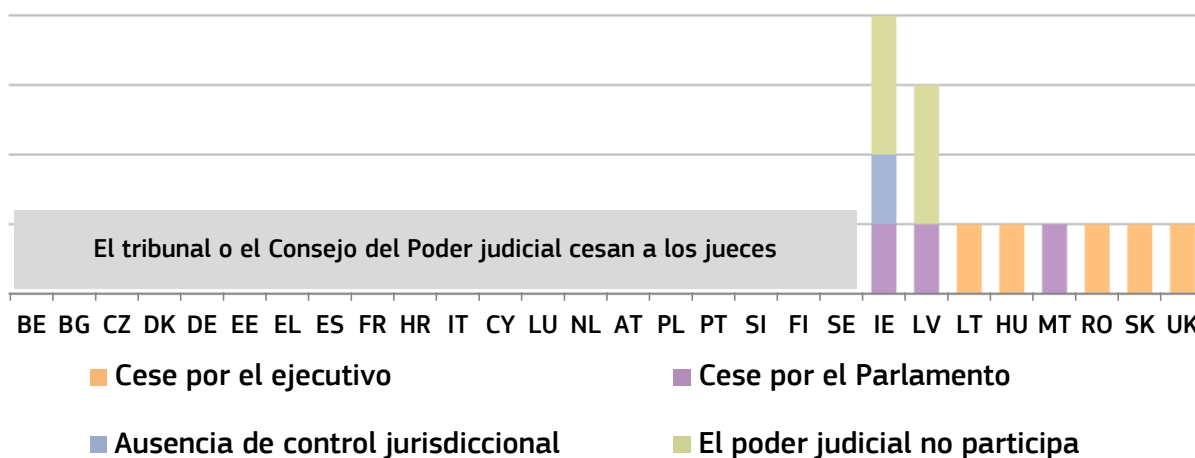 El tribunal o el Consejo del Poder judicial cesan a los jueces
BE BG CZ DK DE EE EL ES FR HR IT CY LU NL AT PL PT SI FI SE IE LV LT HU MT RO SK UK
Cese por el ejecutivo
Cese por el Parlamento
Ausencia de control jurisdiccional
El poder judicial no participa